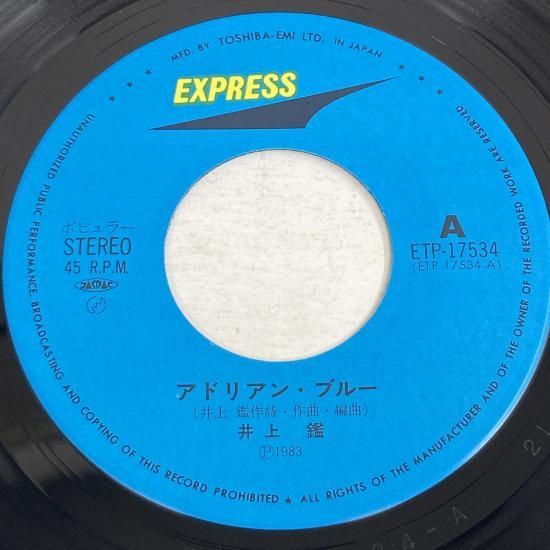 MFD. BY TOSHIBA-EMI LTD. IN JAPAN
EXPRESS
ポピュラー
STEREO
45 R.P.M.
JASRAC
A
ETP-17534
(ETP-17534-A)
アドリアン・ブルー
(井上 鑑作詩・作曲・編曲)
井上 鑑
Ⓟ1983
★ UNAUTHORIZED PUBLIC PERFORMANCE, BROADCASTING AND COPYING OF THIS RECORD PROHIBITED ★ ALL RIGHTS OF THE MANUFACTURER AND OF THE OWNER OF THE RECORDED WORK ARE RESERVED